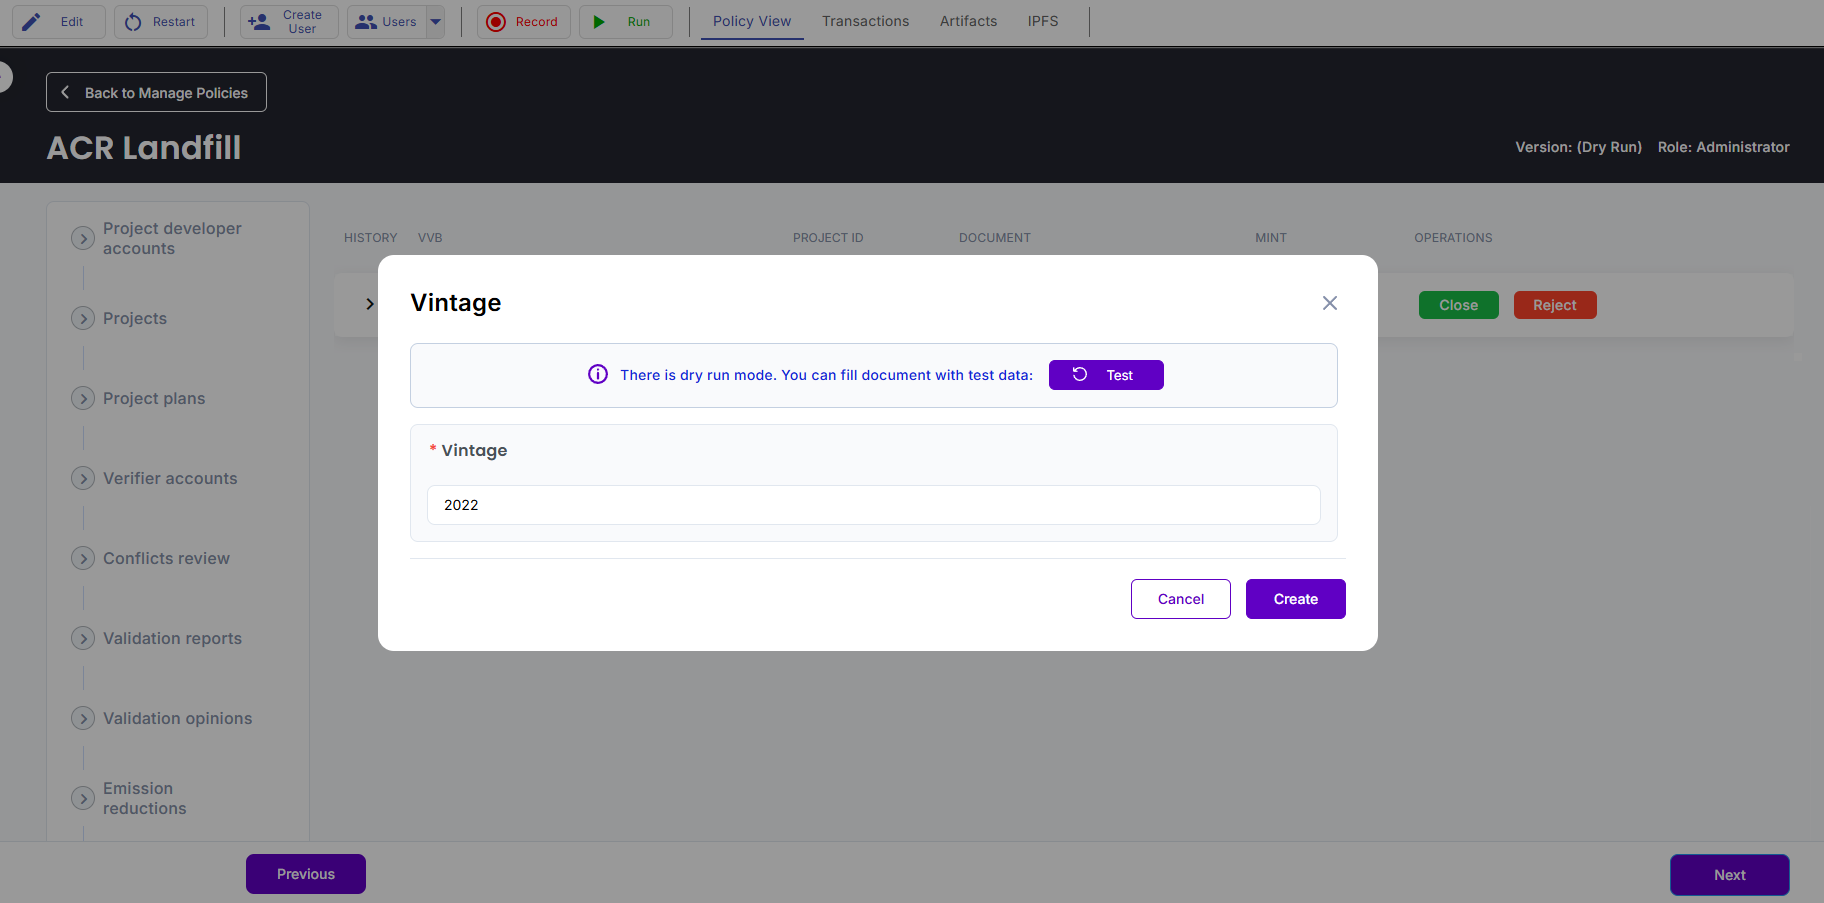 Edit
Restart
Create
User
Users
Record
Run
Policy View
Transactions
Artifacts
IPFS
Back to Manage Policies
ACR Landfill
Version: (Dry Run) Role: Administrator
Project developer
accounts
Projects
Project plans
Verifier accounts
Conflicts review
Validation reports
Validation opinions
Emission
reductions
HISTORY VVB PROJECT ID DOCUMENT MINT OPERATIONS
Close Reject
Vintage
There is dry run mode. You can fill document with test data: Test
* Vintage
2022
Cancel Create
Previous Next